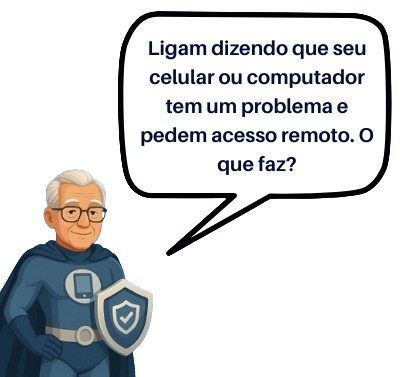 Ligam dizendo que seu
celular ou computador
tem um problema e
pedem acesso remoto. O
que faz?